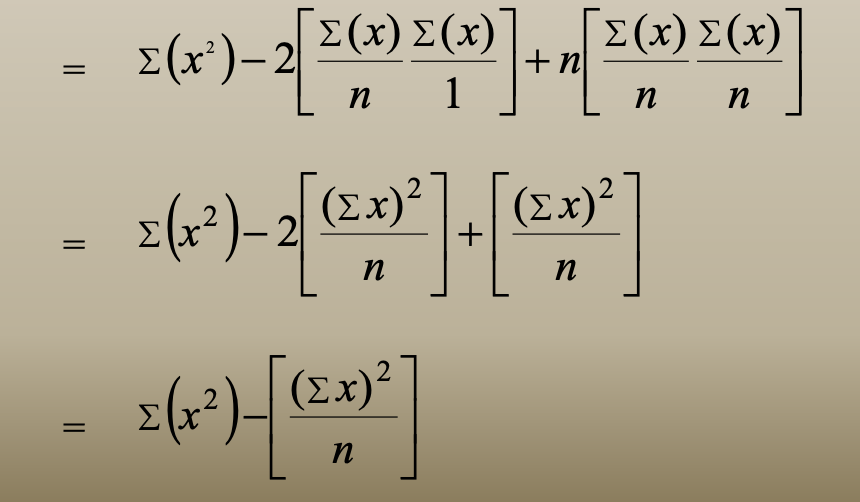 = Σ(x²) − 2[Σ(x)/n Σ(x)/1] + n[Σ(x)/n Σ(x)/n]
= Σ(x²) − 2[(Σx)²/n] + [(Σx)²/n]
= Σ(x²) − [(Σx)²/n]